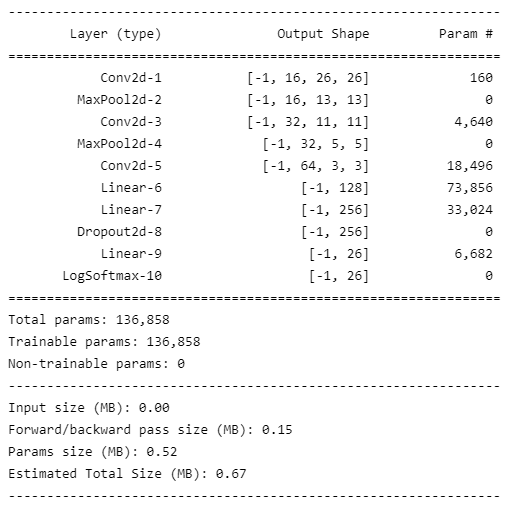 ----------------------------------------------------------------
        Layer (type)               Output Shape         Param #
================================================================
            Conv2d-1           [-1, 16, 26, 26]             160
         MaxPool2d-2           [-1, 16, 13, 13]               0
            Conv2d-3           [-1, 32, 11, 11]           4,640
         MaxPool2d-4             [-1, 32, 5, 5]               0
            Conv2d-5             [-1, 64, 3, 3]          18,496
            Linear-6                  [-1, 128]          73,856
            Linear-7                  [-1, 256]          33,024
         Dropout2d-8                  [-1, 256]               0
            Linear-9                   [-1, 26]           6,682
       LogSoftmax-10                   [-1, 26]               0
================================================================
Total params: 136,858
Trainable params: 136,858
Non-trainable params: 0
----------------------------------------------------------------
Input size (MB): 0.00
Forward/backward pass size (MB): 0.15
Params size (MB): 0.52
Estimated Total Size (MB): 0.67
----------------------------------------------------------------